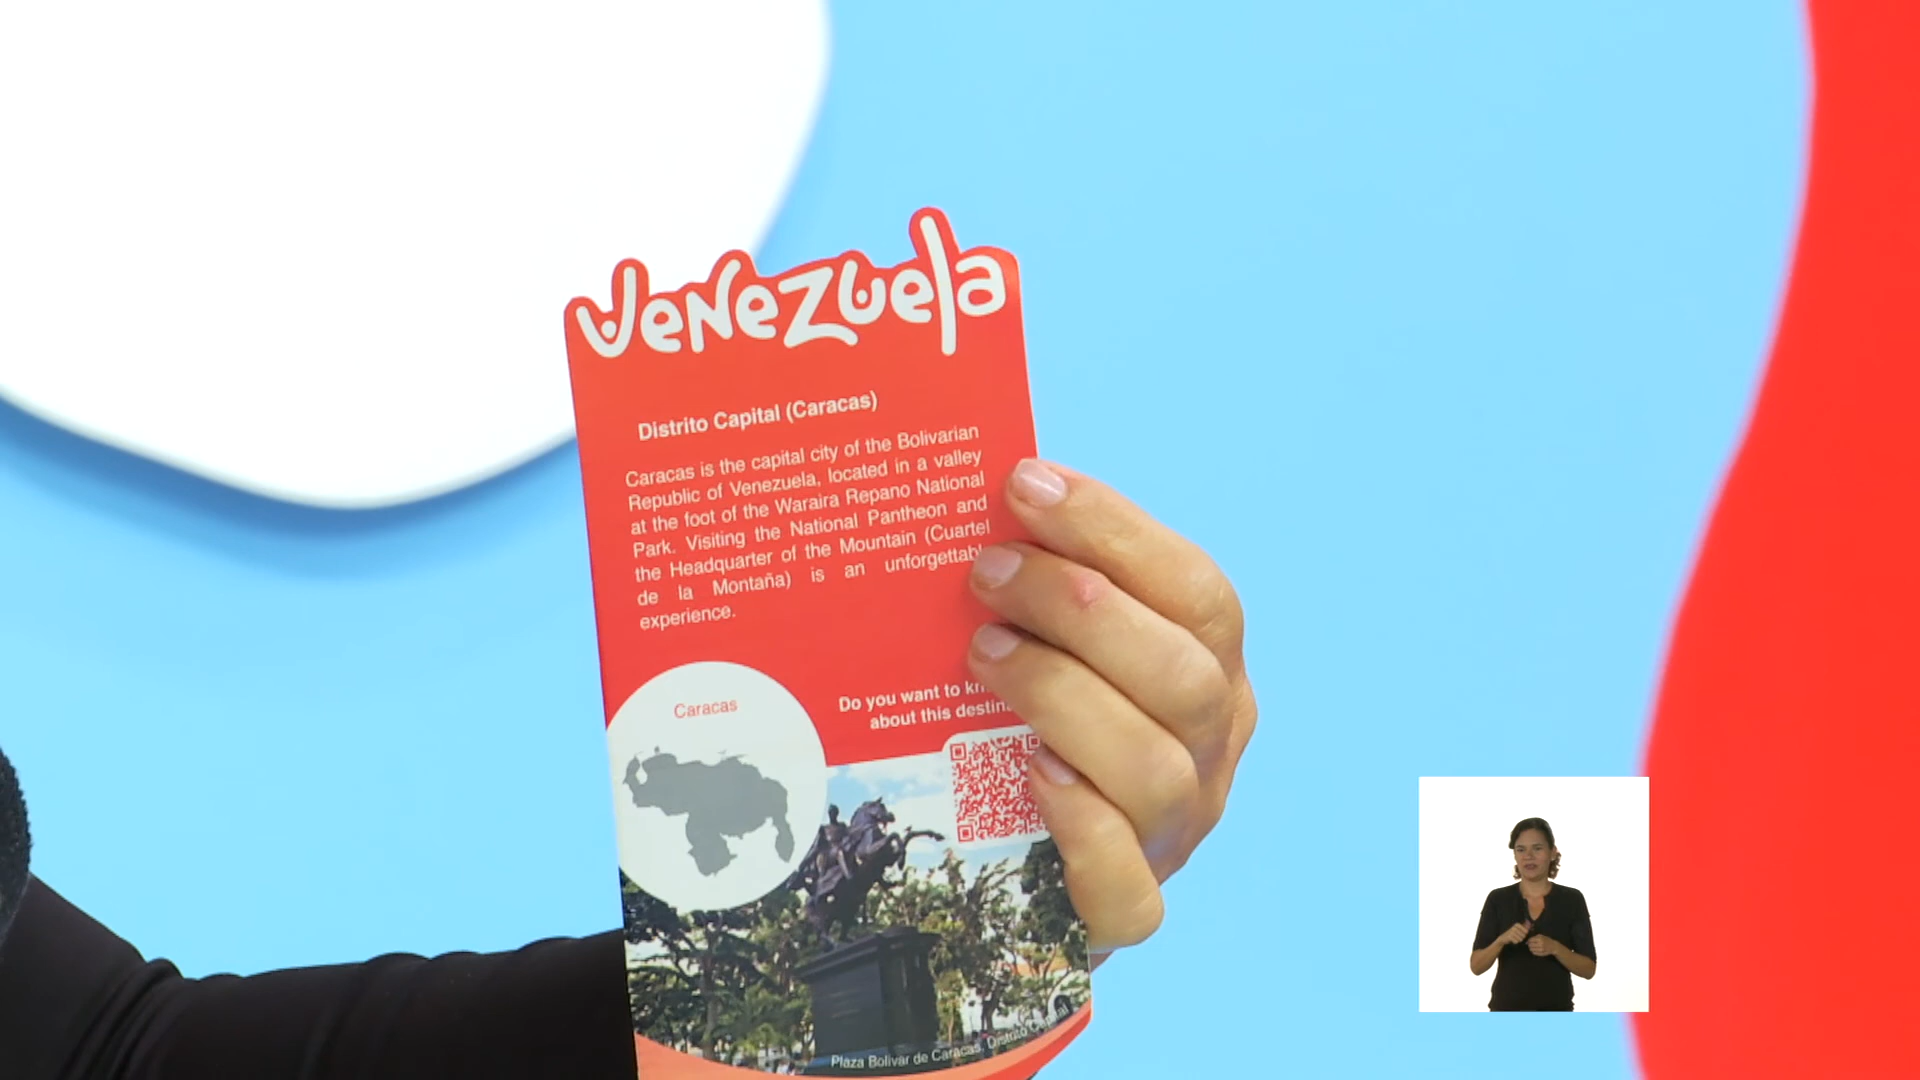 Venezuela
Distrito Capital (Caracas)
Caracas is the capital city of the Bolivarian
Republic of Venezuela, located in a valley
at the foot of the Waraira Repano National
Park. Visiting the National Pantheon and
the Headquarter of the Mountain (Cuartel
de la Montaña) is an unforgettabl
experience.
Caracas
Do you want to
about this
Plaza Bolívar de Caracas, Distrito Capital